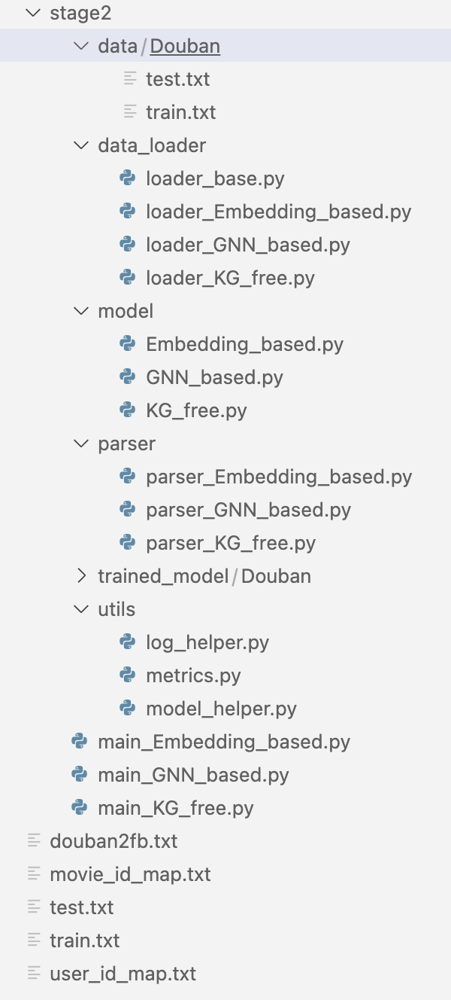 stage2
data/Douban
test.txt
train.txt
data_loader
loader_base.py
loader_Embedding_based.py
loader_GNN_based.py
loader_KG_free.py
model
Embedding_based.py
GNN_based.py
KG_free.py
parser
parser_Embedding_based.py
parser_GNN_based.py
parser_KG_free.py
trained_model/Douban
utils
log_helper.py
metrics.py
model_helper.py
main_Embedding_based.py
main_GNN_based.py
main_KG_free.py
douban2fb.txt
movie_id_map.txt
test.txt
train.txt
user_id_map.txt